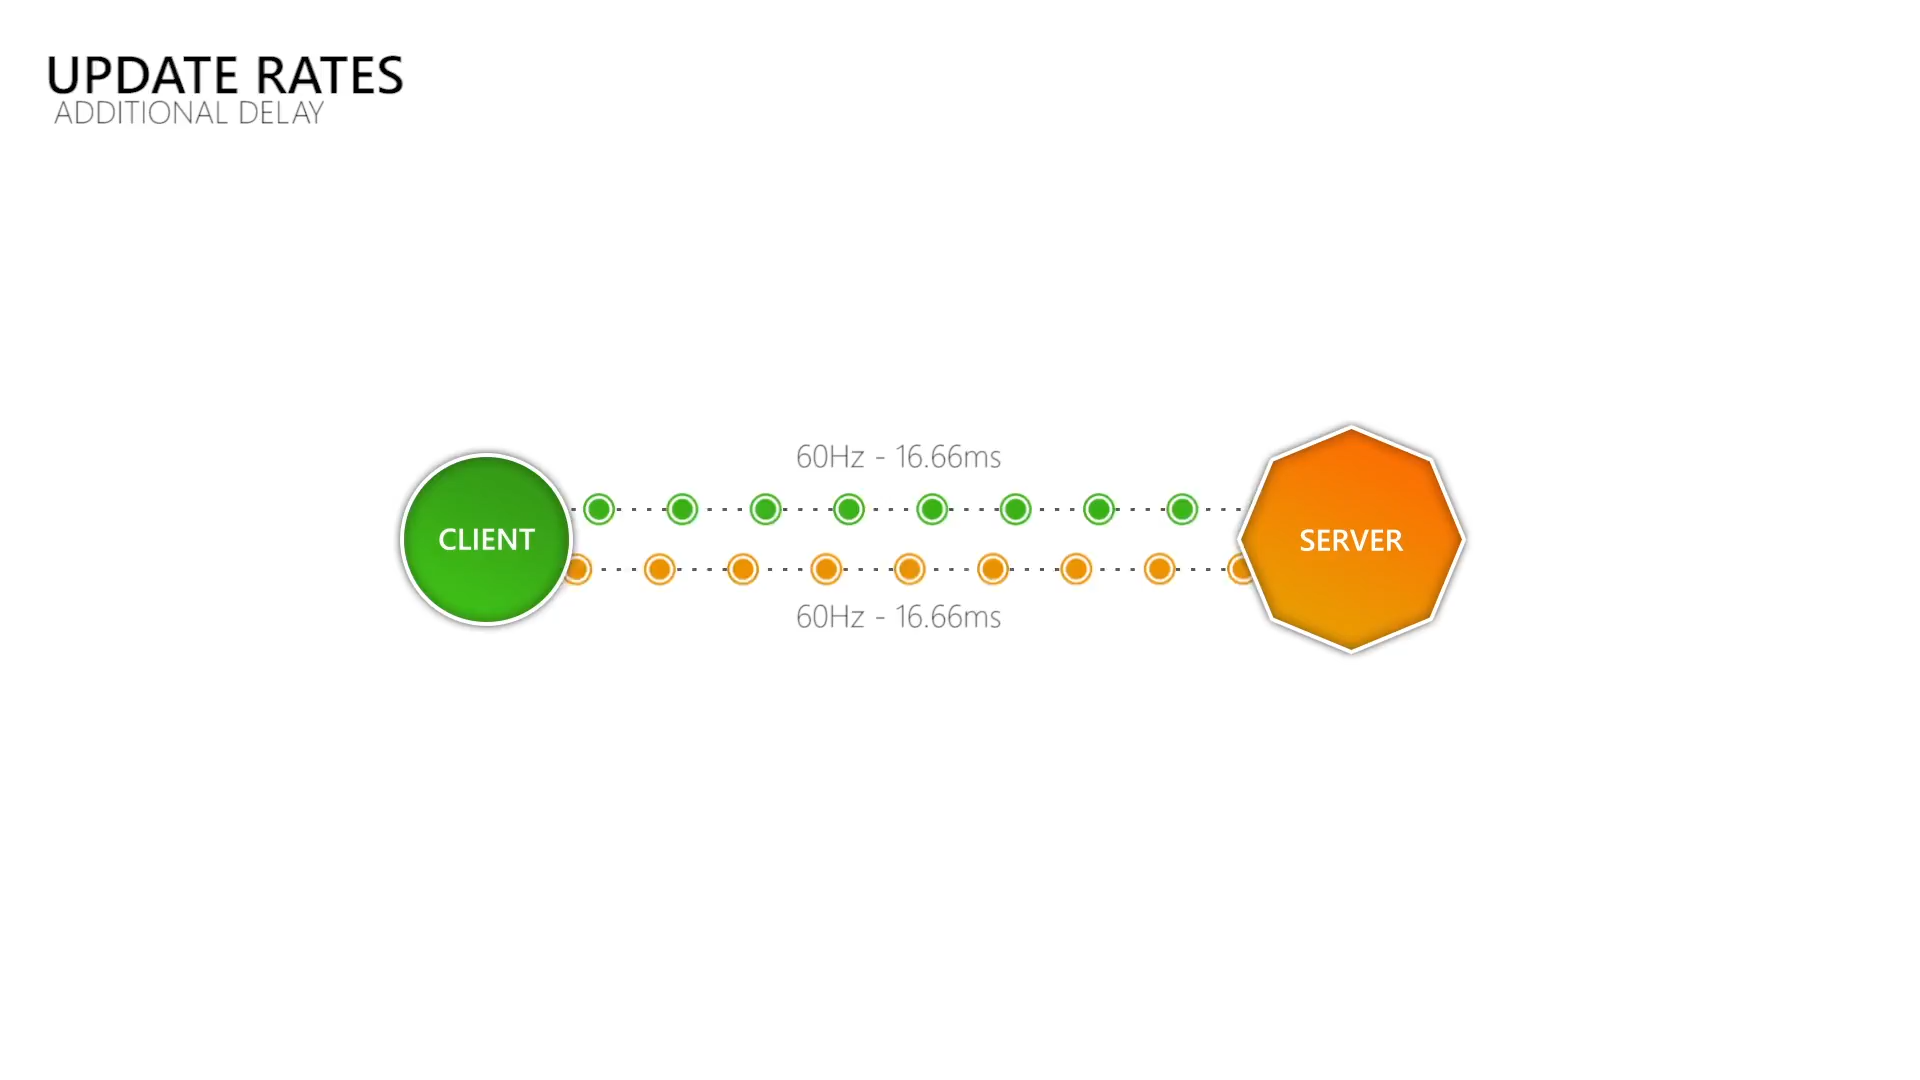 UPDATE RATES
ADDITIONAL DELAY
60Hz - 16.66ms
CLIENT
SERVER
60Hz - 16.66ms